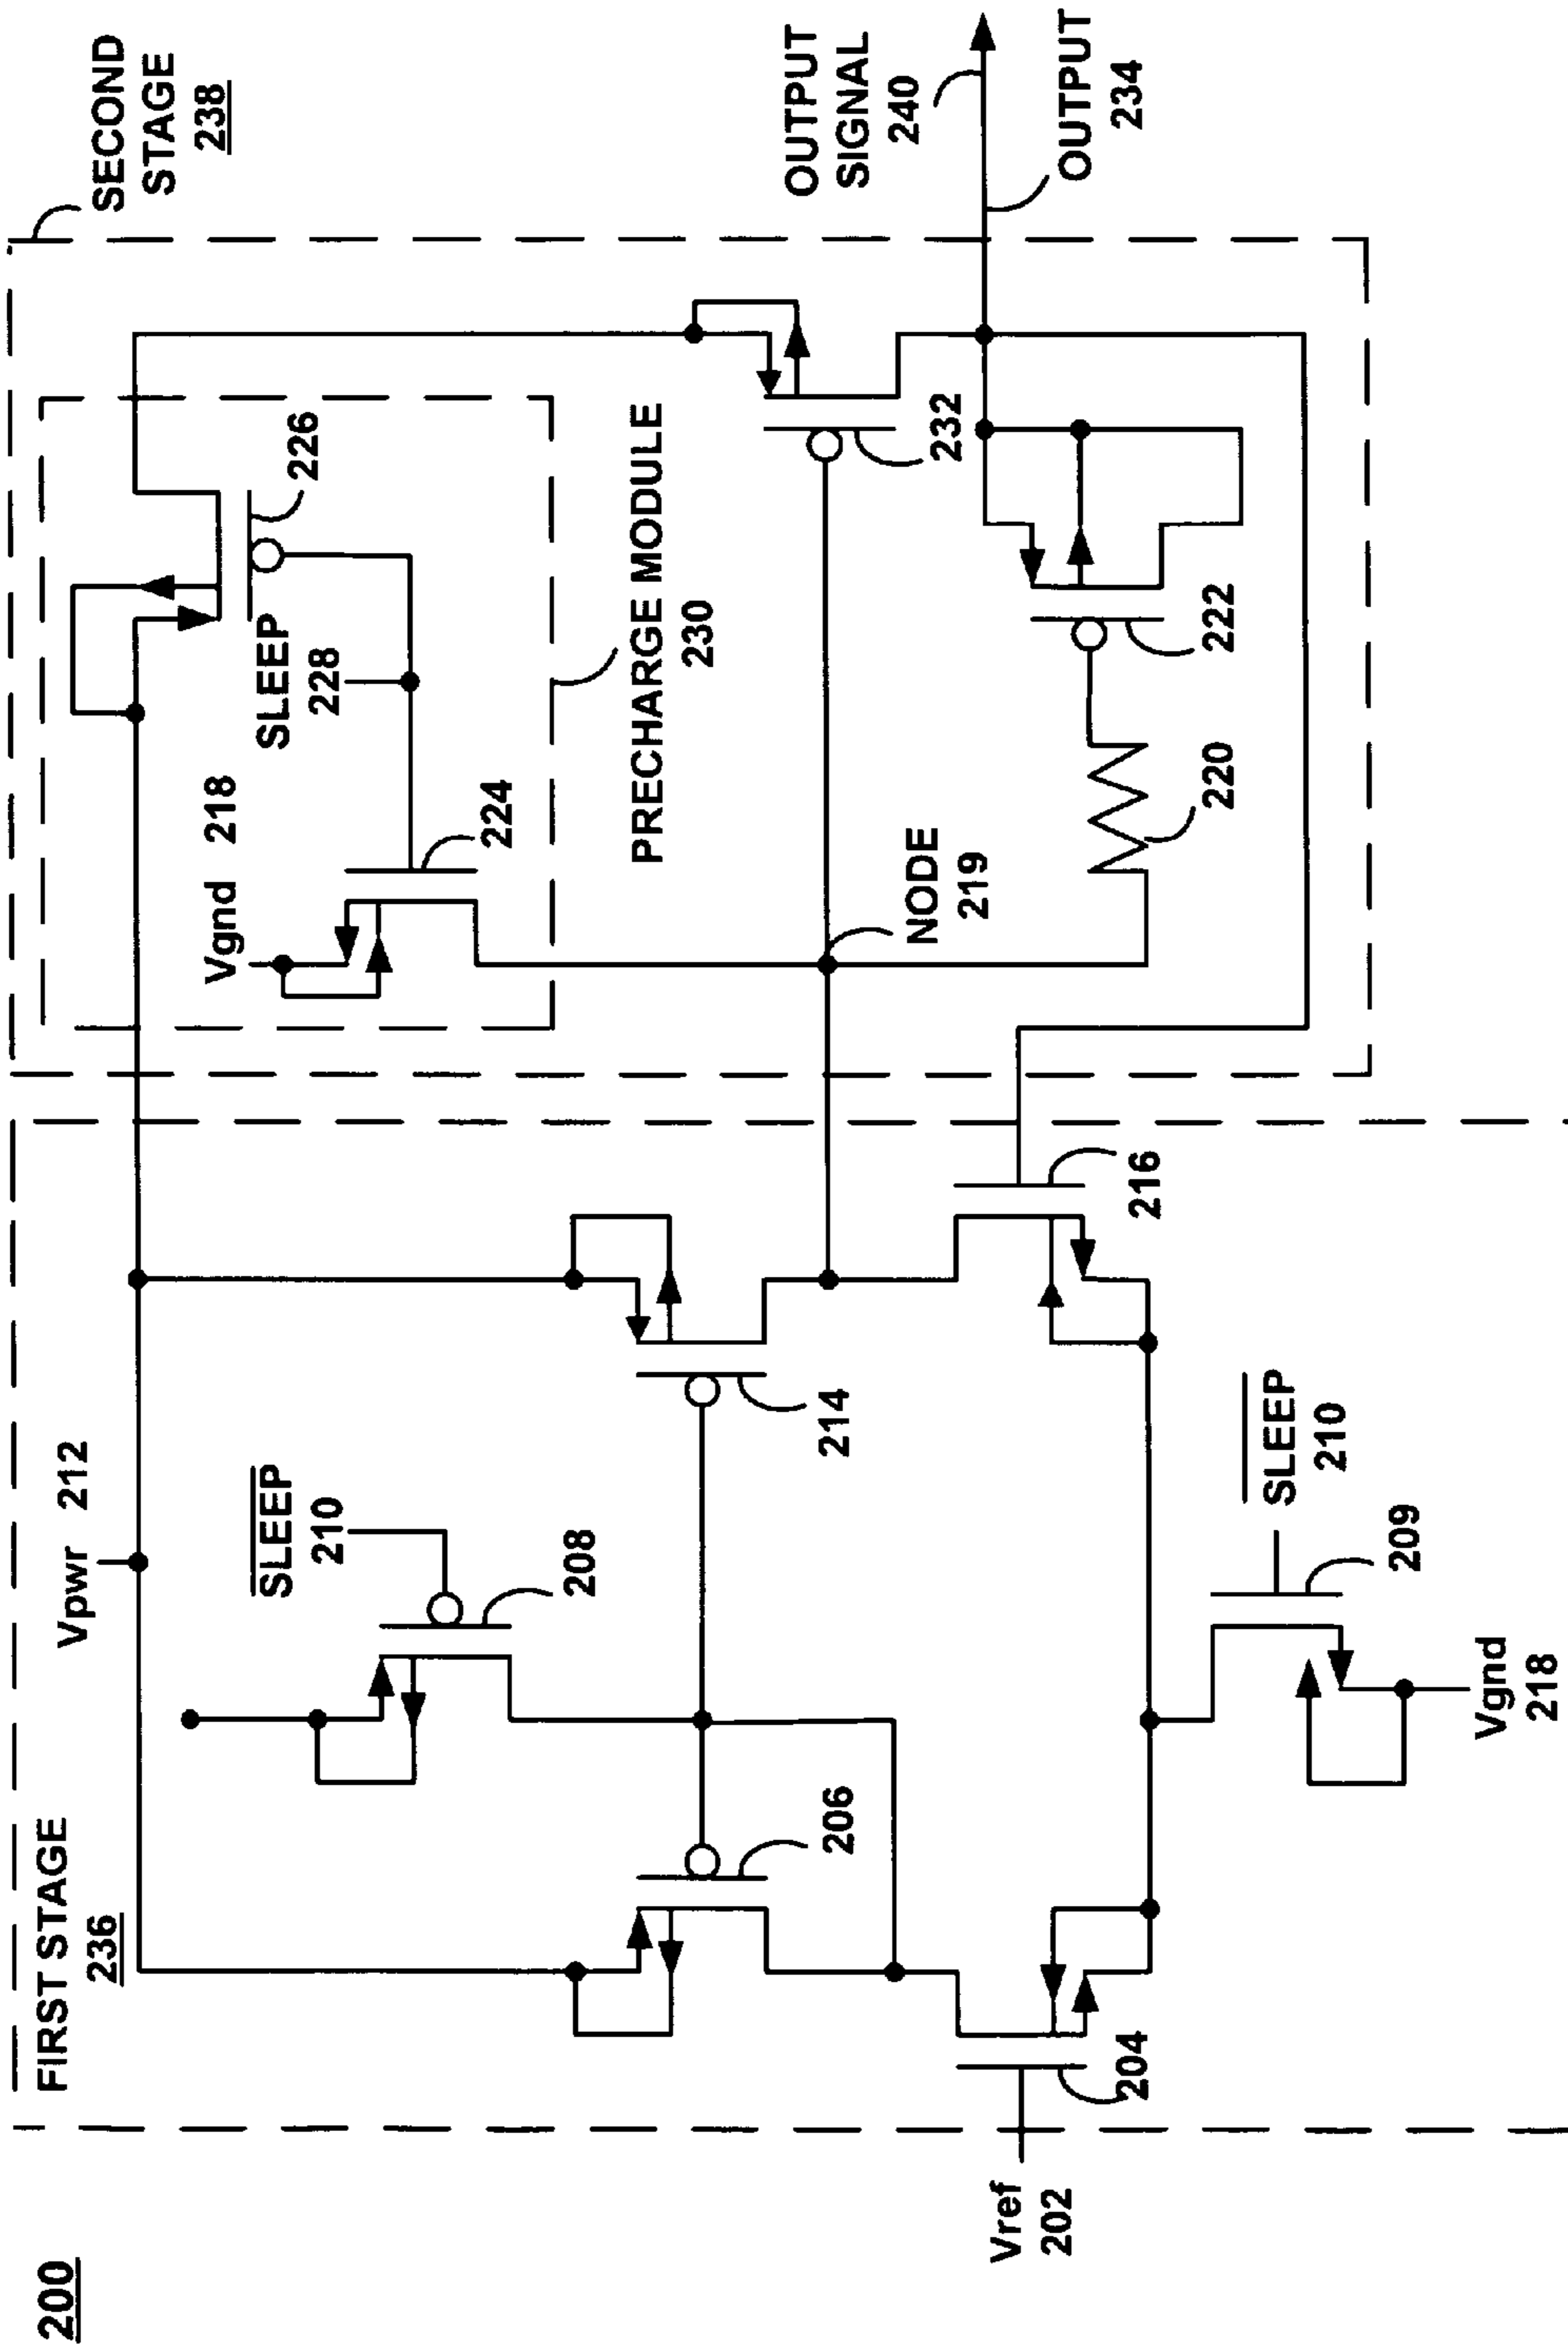 200
FIRST STAGE
236
Vpwr 212
SLEEP
210
208
206
214
Vref
202
204
216
SLEEP
210
209
Vgnd
218
SECOND
STAGE
238
226
SLEEP
228
Vgnd 218
224
PRECHARGE MODULE
230
232
NODE
219
222
220
OUTPUT
SIGNAL
240
OUTPUT
234